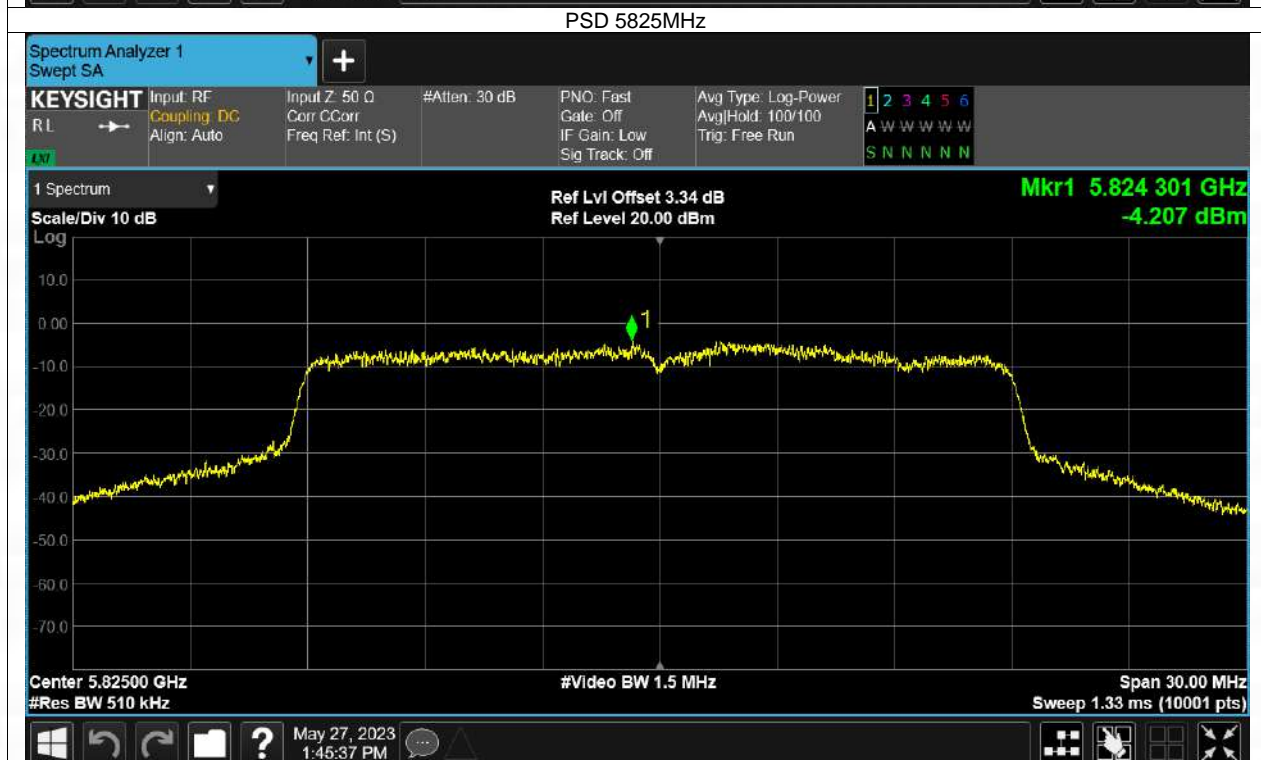 PSD 5825MHz
Spectrum Analyzer 1
Swept SA
+
KEYSIGHT Input: RF Input Z: 50 Ω #Atten: 30 dB PNO: Fast Avg Type: Log-Power 1 2 3 4 5 6
RL Coupling: DC Corr CCorr Gate: Off Avg|Hold: 100/100 A W W W W W
Align: Auto Freq Ref: Int (S) IF Gain: Low Trig: Free Run
LXI Sig Track: Off S N N N N N
1 Spectrum Ref Lvl Offset 3.34 dB Mkr1 5.824 301 GHz
Scale/Div 10 dB Ref Level 20.00 dBm -4.207 dBm
Log
10.0
0.00
1
-10.0
-20.0
-30.0
-40.0
-50.0
-60.0
-70.0
Center 5.82500 GHz #Video BW 1.5 MHz Span 30.00 MHz
#Res BW 510 kHz Sweep 1.33 ms (10001 pts)
? May 27, 2023
1:45:37 PM